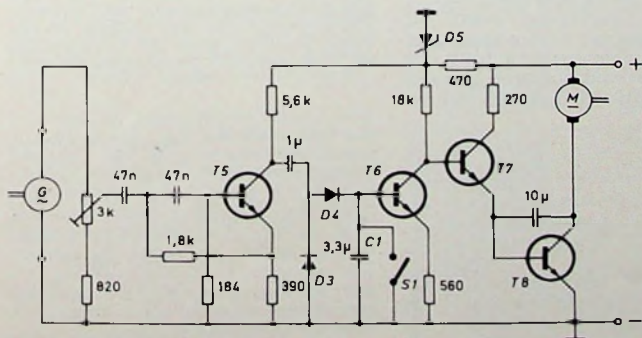 D5
470
+
5,6k
18k
270
M
1µ
47n
47n
T5
T6
T7
G
3k
D4
10µ
1,8k
3,3µ
C1
820
184
390
D3
S1
560
T8
−